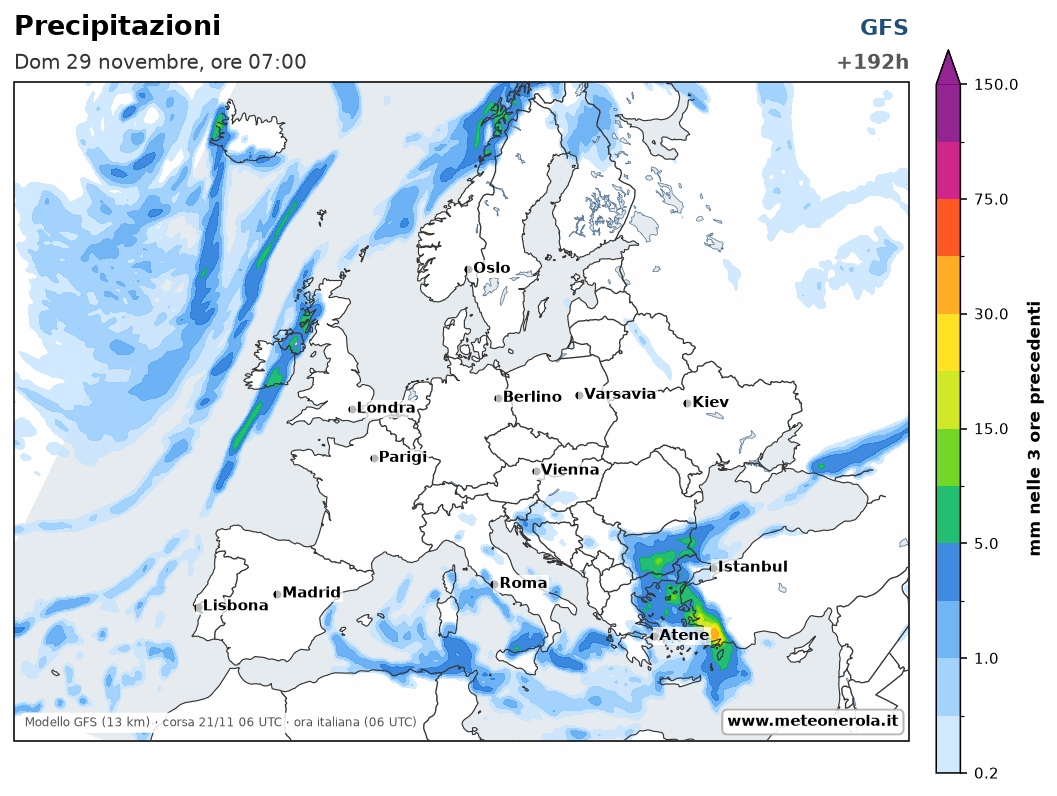 Precipitazioni
GFS
Dom 29 novembre, ore 07:00
+192h
150.0
75.0
30.0
15.0
5.0
1.0
0.2
mm nelle 3 ore precedenti
Oslo
Berlino
Varsavia
Kiev
Londra
Parigi
Vienna
Istanbul
Roma
Madrid
Lisbona
Atene
Modello GFS (13 km) · corsa 21/11 06 UTC · ora italiana (06 UTC)
www.meteonerola.it